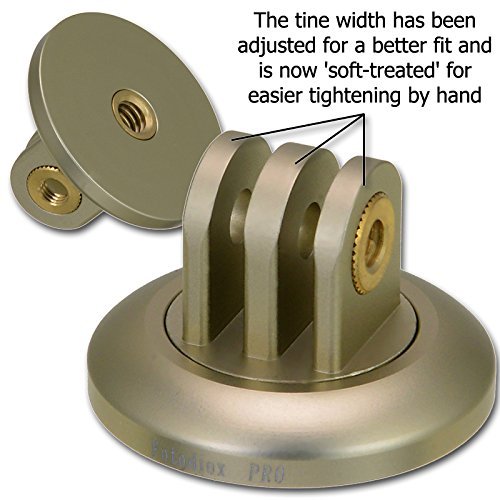 The tine width has been
adjusted for a better fit and
is now 'soft-treated' for
easier tightening by hand
Fotodiox PRO